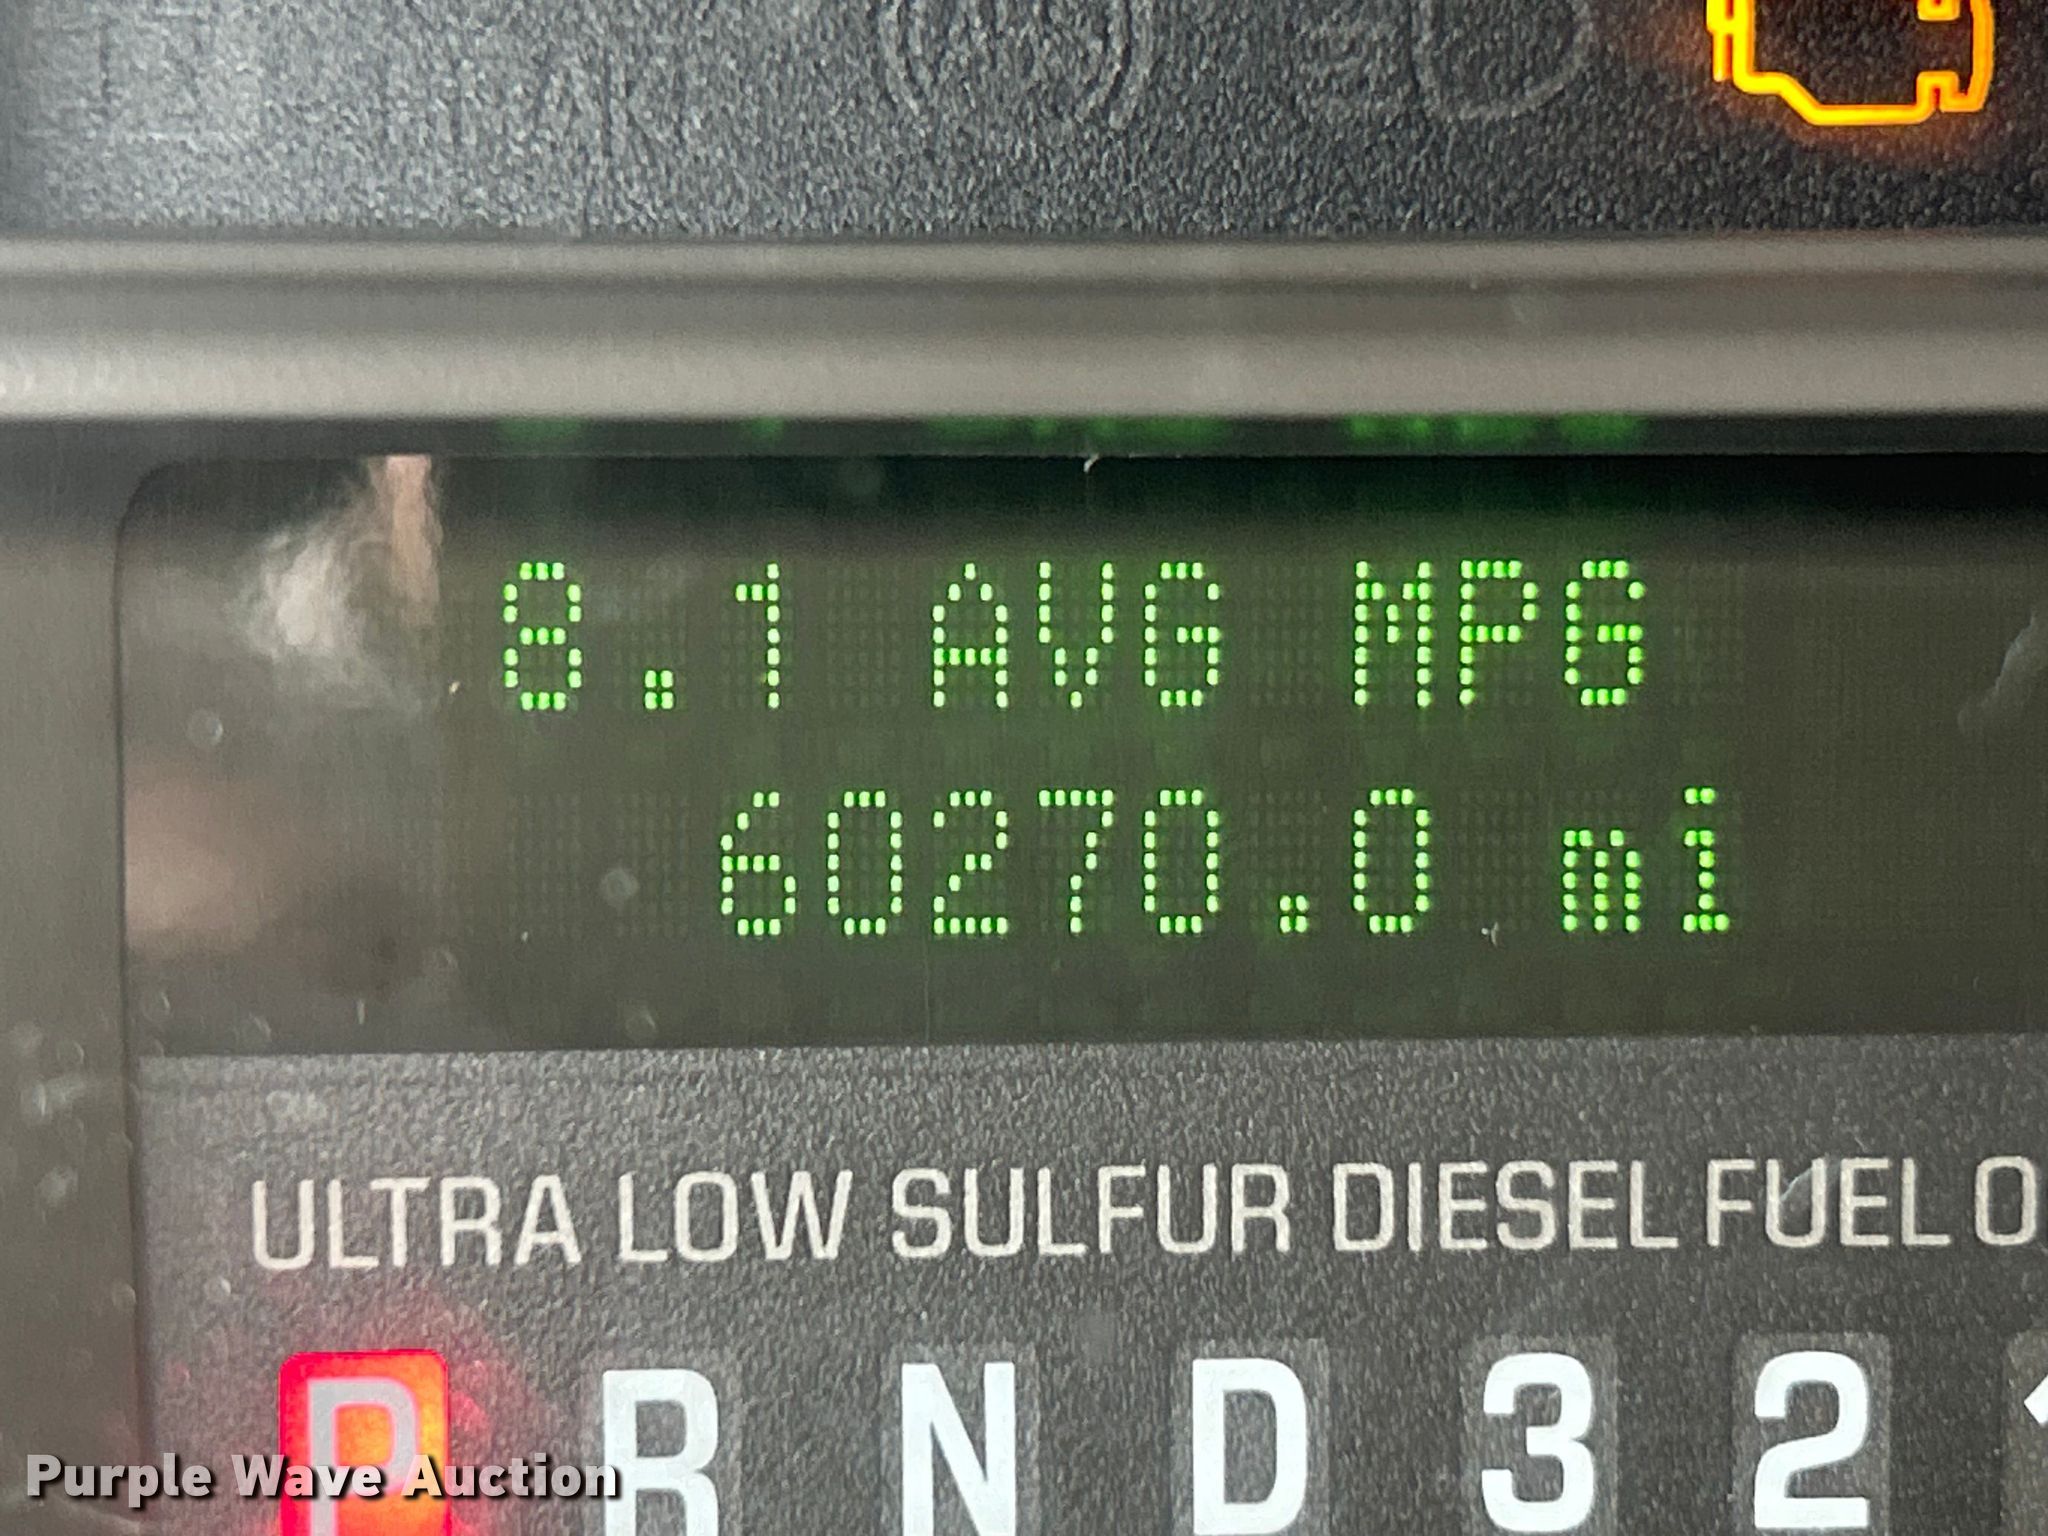 8.1 AVG MPG
60270.0 mi
ULTRA LOW SULFUR DIESEL FUEL O
P R N D 3 2
Purple Wave Auction